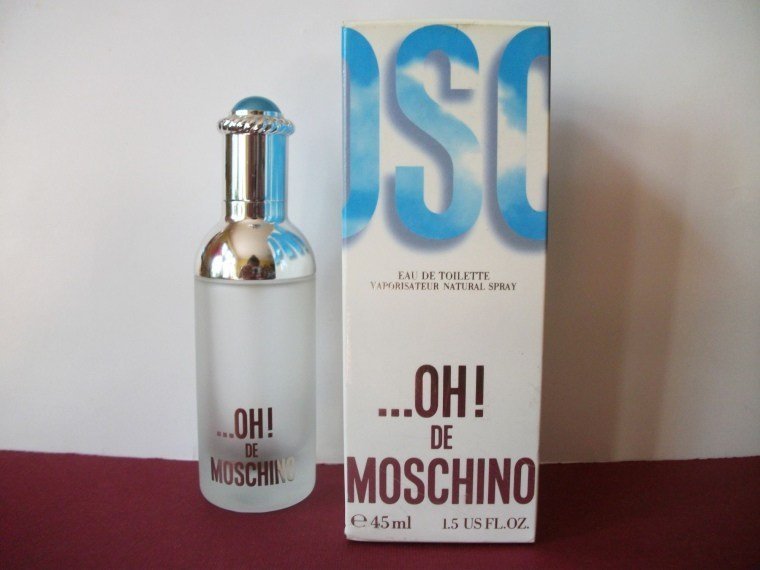 ...OH!
DE
MOSCHINO
OSC
EAU DE TOILETTE
VAPORISATEUR NATURAL SPRAY
...OH!
DE
MOSCHINO
℮ 45 ml 1.5 US FL.OZ.